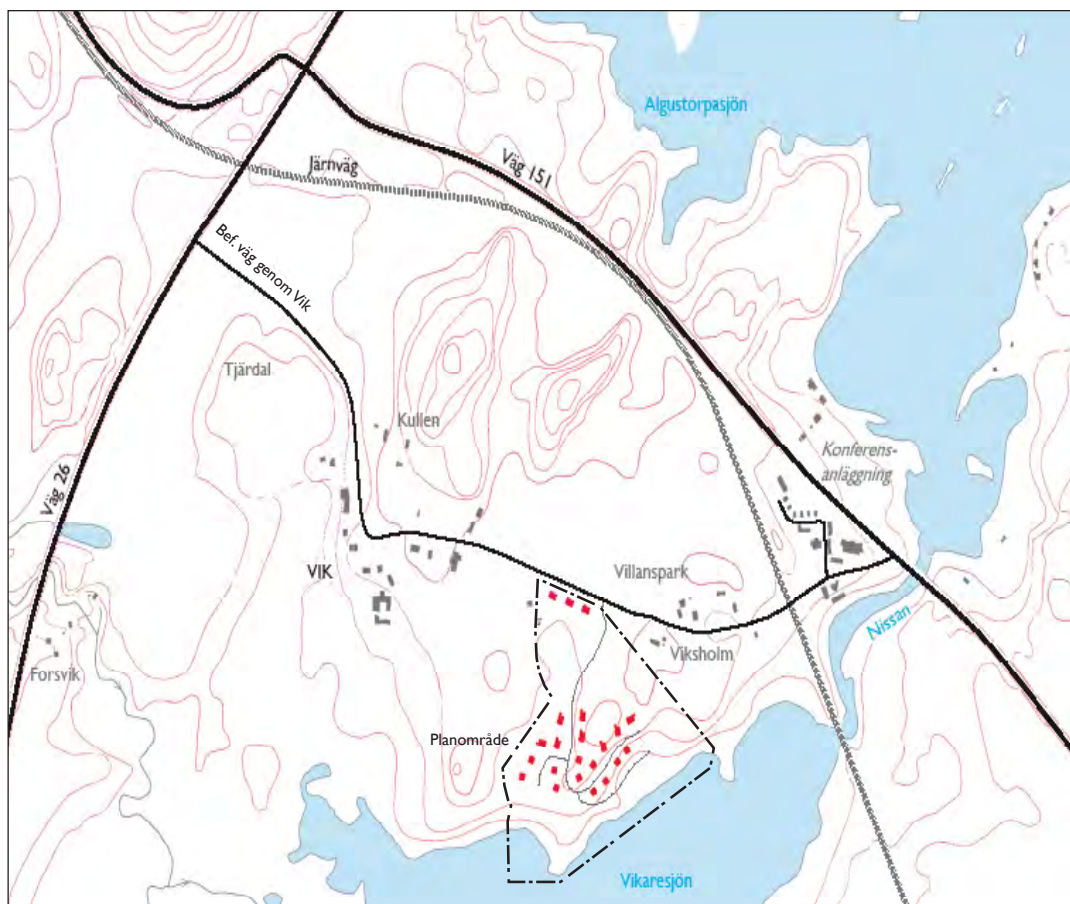 Algustorpasjön
Väg 151
Järnväg
Bef. väg genom Vik
Tjärdal
Kullen
Konferens-
anläggning
Väg 26
VIK
Villanspark
Nissan
Viksholm
Forsvik
Planområde
Vikaresjön